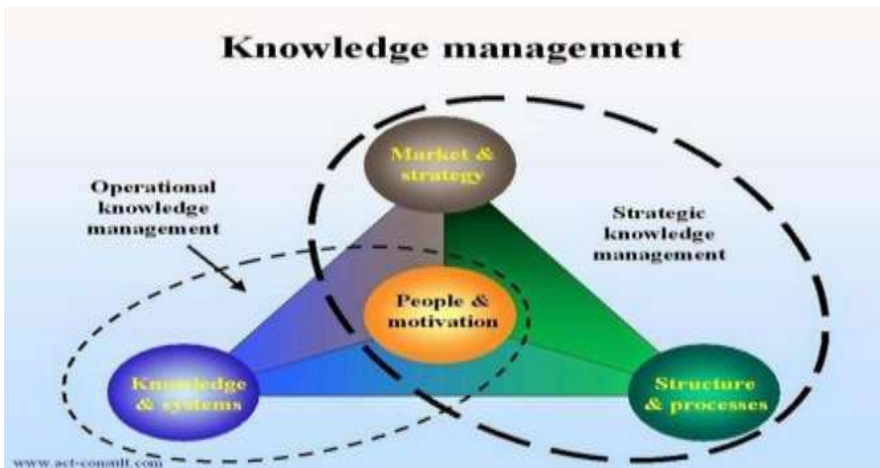 Knowledge management
Market &
strategy
Operational
knowledge
management
Strategic
knowledge
management
People &
motivation
Knowledge
& systems
Structure
& processes
www.act-consult.com